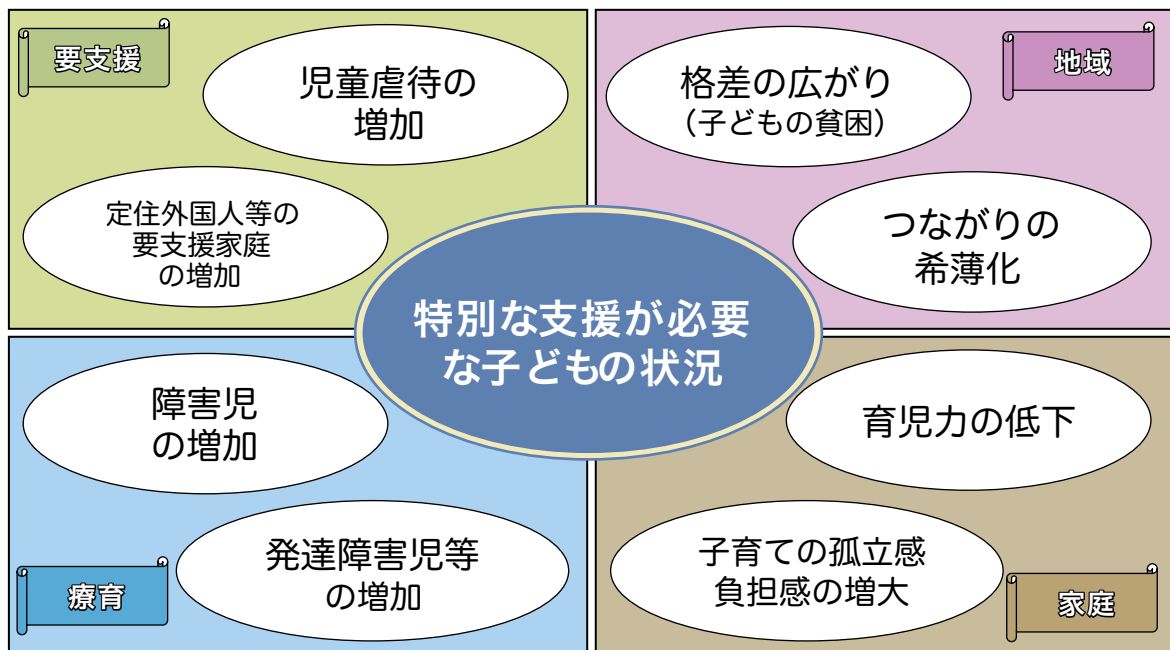 要支援
児童虐待の
増加
定住外国人等の
要支援家庭
の増加
地域
格差の広がり
(子どもの貧困)
つながりの
希薄化
特別な支援が必要
な子どもの状況
障害児
の増加
発達障害児等
の増加
療育
育児力の低下
子育ての孤立感
負担感の増大
家庭